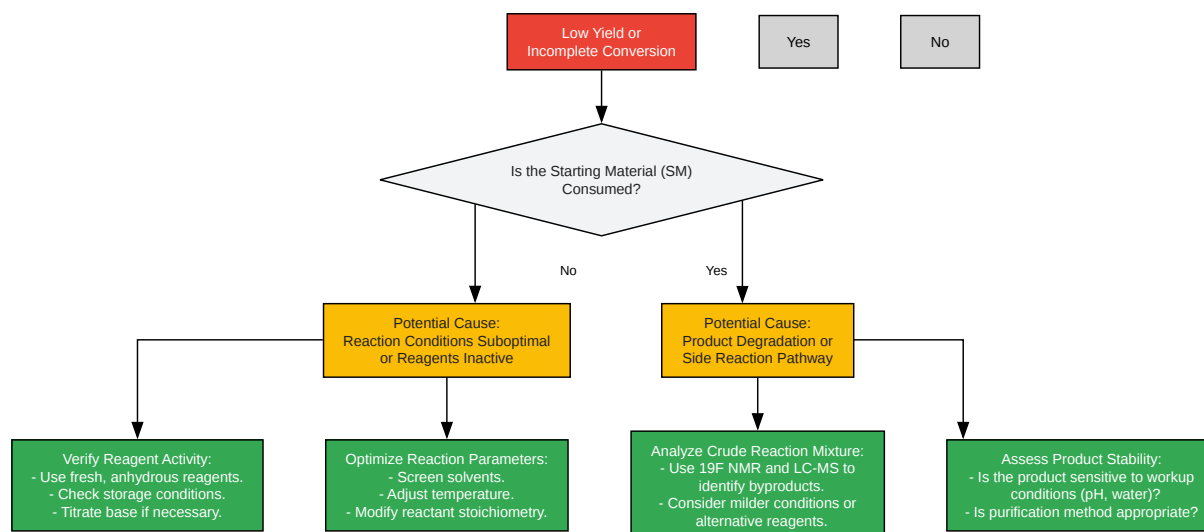 Low Yield or
Incomplete Conversion
Yes
No
Is the Starting Material (SM)
Consumed?
No
Yes
Potential Cause:
Reaction Conditions Suboptimal
or Reagents Inactive
Potential Cause:
Product Degradation or
Side Reaction Pathway
Verify Reagent Activity:
- Use fresh, anhydrous reagents.
- Check storage conditions.
- Titrate base if necessary.
Optimize Reaction Parameters:
- Screen solvents.
- Adjust temperature.
- Modify reactant stoichiometry.
Analyze Crude Reaction Mixture:
- Use 19F NMR and LC-MS to
identify byproducts.
- Consider milder conditions or
alternative reagents.
Assess Product Stability:
- Is the product sensitive to workup
conditions (pH, water)?
- Is purification method appropriate?